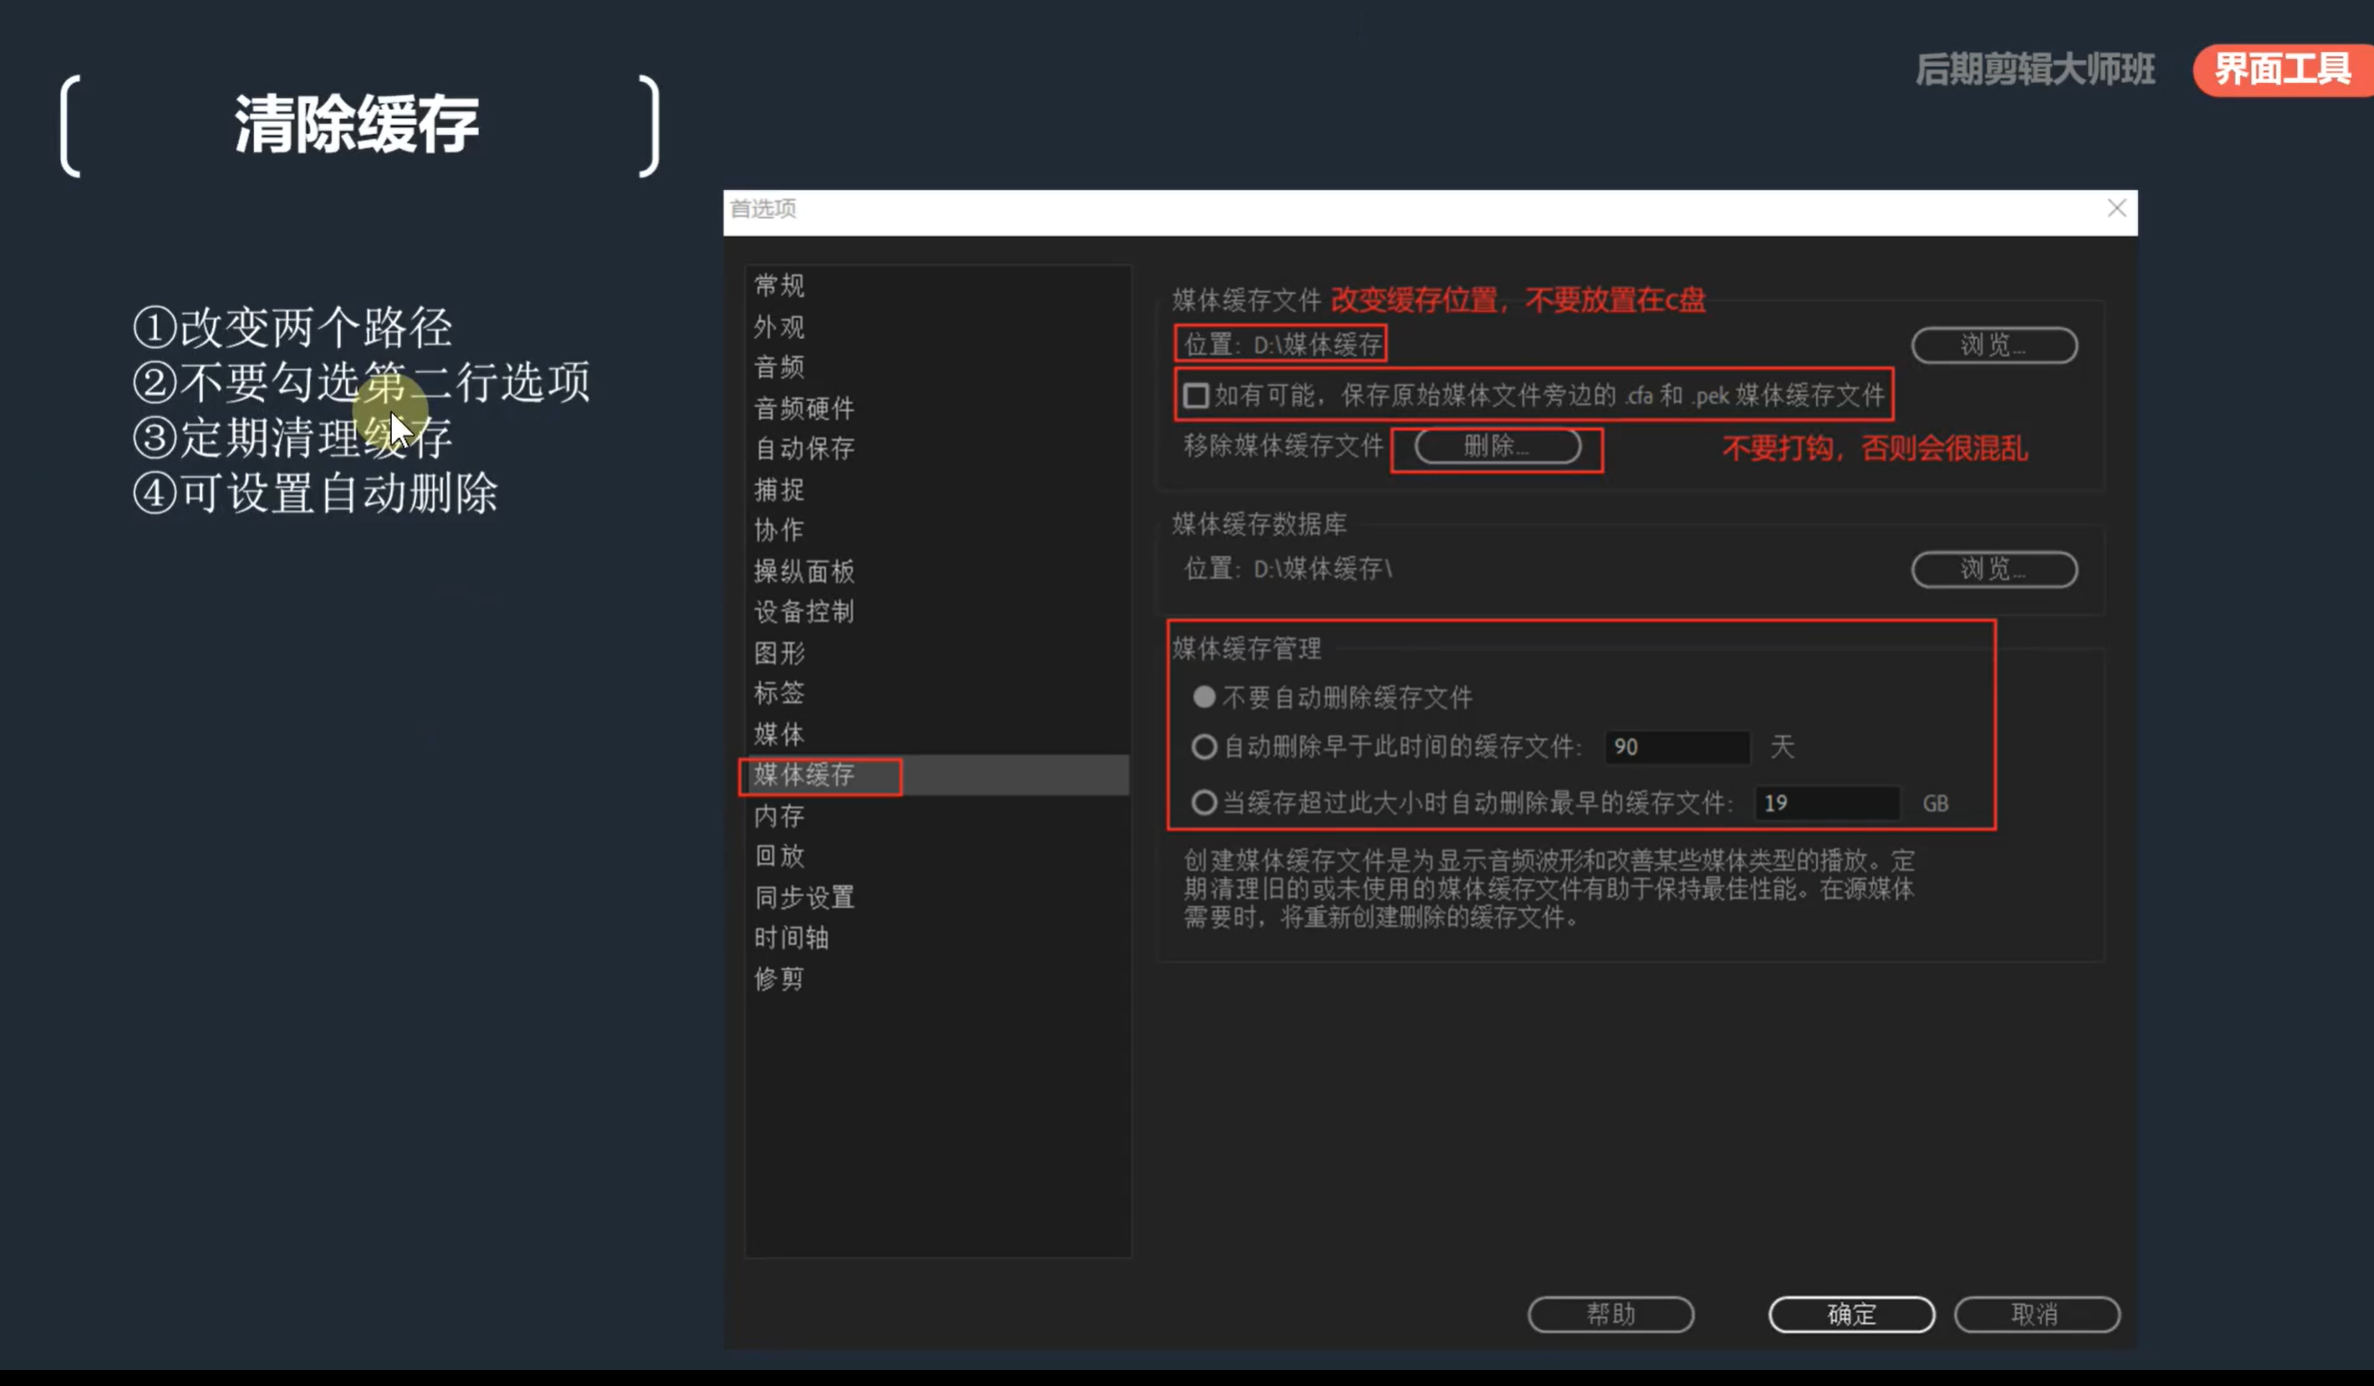 后期剪辑大师班 界面工具
清除缓存
①改变两个路径
②不要勾选第二行选项
③定期清理缓存
④可设置自动删除
首选项
常规
外观
音频
音频硬件
自动保存
捕捉
协作
操纵面板
设备控制
图形
标签
媒体
媒体缓存
内存
回放
同步设置
时间轴
修剪
媒体缓存文件 改变缓存位置，不要放置在c盘
位置: D:\媒体缓存 浏览...
如有可能，保存原始媒体文件旁边的 .cfa 和 .pek 媒体缓存文件
移除媒体缓存文件 删除... 不要打钩，否则会很混乱
媒体缓存数据库
位置: D:\媒体缓存\ 浏览...
媒体缓存管理
不要自动删除缓存文件
自动删除早于此时间的缓存文件: 90 天
当缓存超过此大小时自动删除最早的缓存文件: 19 GB
创建媒体缓存文件是为显示音频波形和改善某些媒体类型的播放。定
期清理旧的或未使用的媒体缓存文件有助于保持最佳性能。在源媒体
需要时，将重新创建删除的缓存文件。
帮助 确定 取消